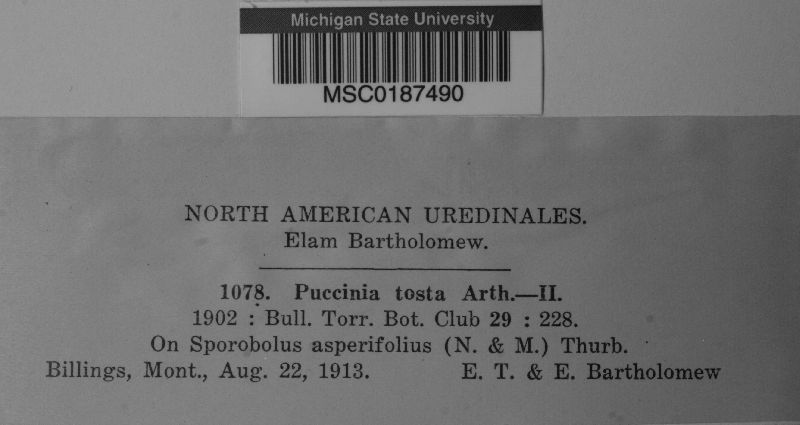 Michigan State University
MSC0187490
NORTH AMERICAN UREDINALES.
Elam Bartholomew.
1078. Puccinia tosta Arth.—II.
1902 : Bull. Torr. Bot. Club 29 : 228.
On Sporobolus asperifolius (N. & M.) Thurb.
Billings, Mont., Aug. 22, 1913. E. T. & E. Bartholomew